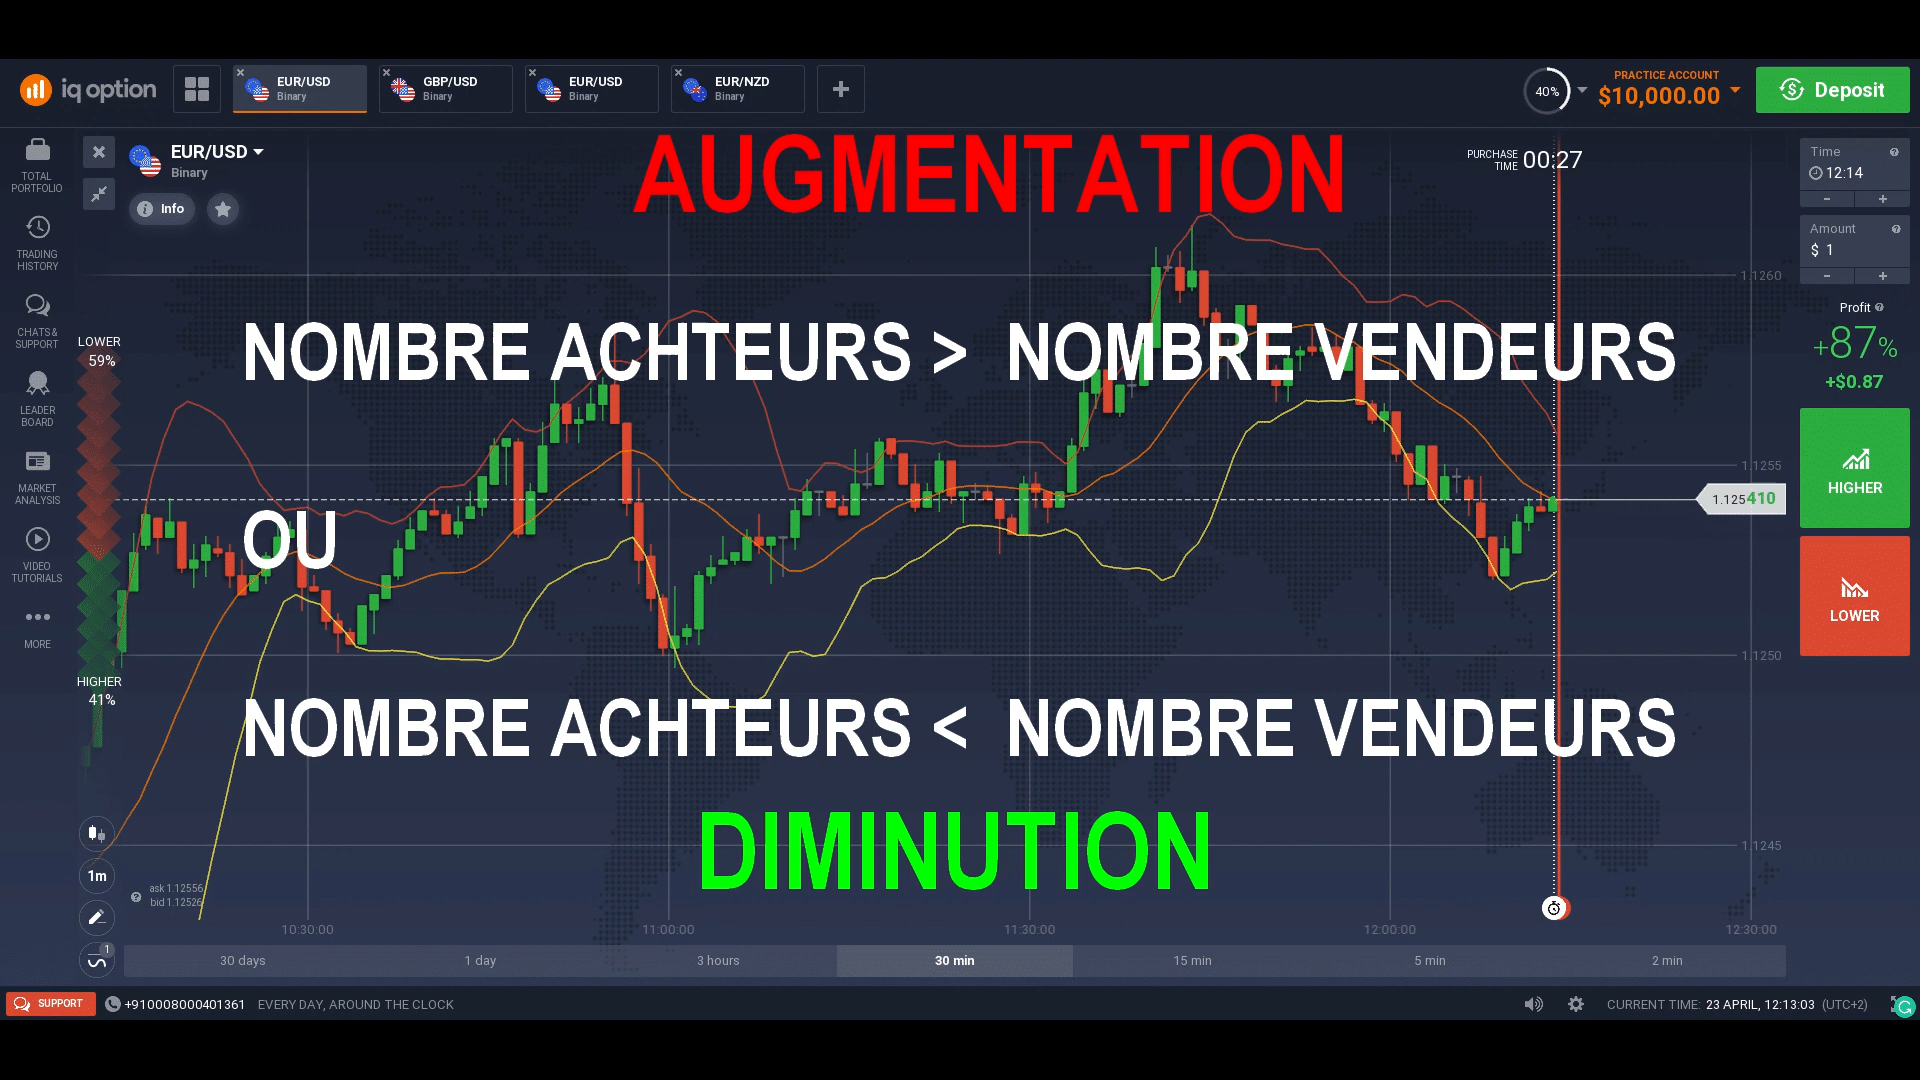 iq option
EUR/USD
Binary
GBP/USD
Binary
EUR/USD
Binary
EUR/NZD
Binary
40%
PRACTICE ACCOUNT
$10,000.00
Deposit
TOTAL
PORTFOLIO
TRADING
HISTORY
CHATS &
SUPPORT
LEADER
BOARD
MARKET
ANALYSIS
VIDEO
TUTORIALS
MORE
EUR/USD
Binary
Info
AUGMENTATION
PURCHASE
TIME
00:27
Time
12:14
Amount
$ 1
Profit
+87%
+$0.87
HIGHER
LOWER
LOWER
59%
HIGHER
41%
NOMBRE ACHTEURS > NOMBRE VENDEURS
OU
NOMBRE ACHTEURS < NOMBRE VENDEURS
DIMINUTION
1.1260
1.1255
1.125410
1.1250
1.1245
1m
1
ask 1.12556
bid 1.12526
10:30:00
11:00:00
11:30:00
12:00:00
12:30:00
30 days
1 day
3 hours
30 min
15 min
5 min
2 min
SUPPORT
+910008000401361
EVERY DAY, AROUND THE CLOCK
CURRENT TIME: 23 APRIL, 12:13:03 (UTC+2)